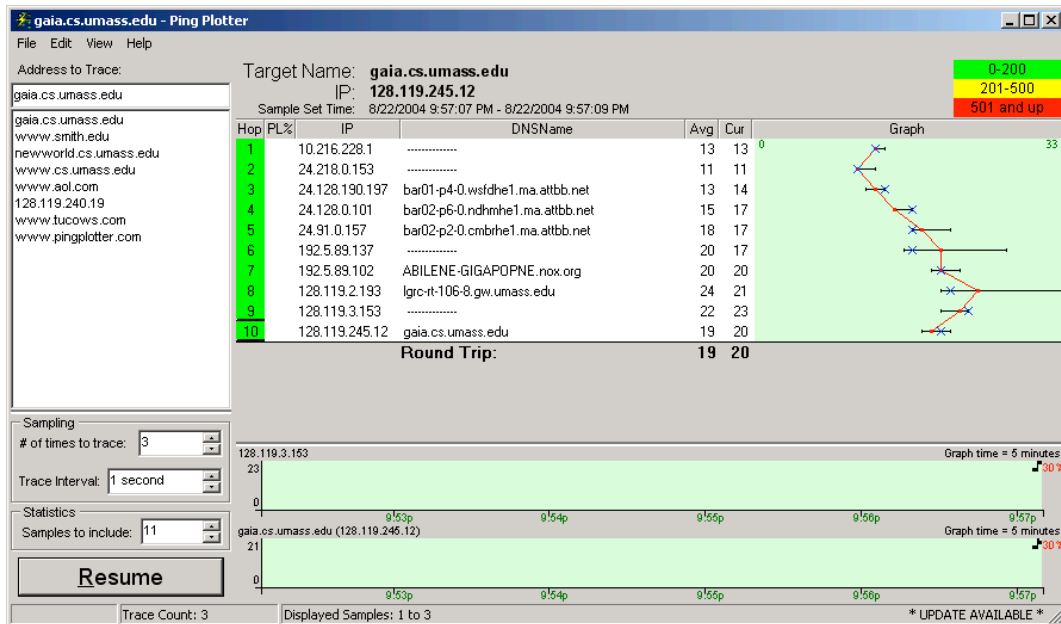 gaia.cs.umass.edu - Ping Plotter
File Edit View Help
Address to Trace:
gaia.cs.umass.edu
gaia.cs.umass.edu
www.smith.edu
newworld.cs.umass.edu
www.cs.umass.edu
www.aol.com
128.119.240.19
www.tucows.com
www.pingplotter.com
Sampling
# of times to trace: 3
Trace Interval: 1 second
Statistics
Samples to include: 11
Resume
Target Name: gaia.cs.umass.edu
IP: 128.119.245.12
Sample Set Time: 8/22/2004 9:57:07 PM - 8/22/2004 9:57:09 PM
0-200
201-500
501 and up
Hop PL% IP DNSName Avg Cur Graph
1 10.216.228.1 -------------- 13 13 0 33
2 24.218.0.153 -------------- 11 11
3 24.128.190.197 bar01-p4-0.wsfdhe1.ma.attbb.net 13 14
4 24.128.0.101 bar02-p6-0.ndhmhe1.ma.attbb.net 15 17
5 24.91.0.157 bar02-p2-0.cmbrhe1.ma.attbb.net 18 17
6 192.5.89.137 -------------- 20 17
7 192.5.89.102 ABILENE-GIGAPOPNE.nox.org 20 20
8 128.119.2.193 lgrc-rt-106-8.gw.umass.edu 24 21
9 128.119.3.153 -------------- 22 23
10 128.119.245.12 gaia.cs.umass.edu 19 20
Round Trip: 19 20
128.119.3.153 Graph time = 5 minutes
23 30%
0
9:53p 9:54p 9:55p 9:56p 9:57p
gaia.cs.umass.edu (128.119.245.12) Graph time = 5 minutes
21 30%
0
9:53p 9:54p 9:55p 9:56p 9:57p
Trace Count: 3 Displayed Samples: 1 to 3 * UPDATE AVAILABLE *